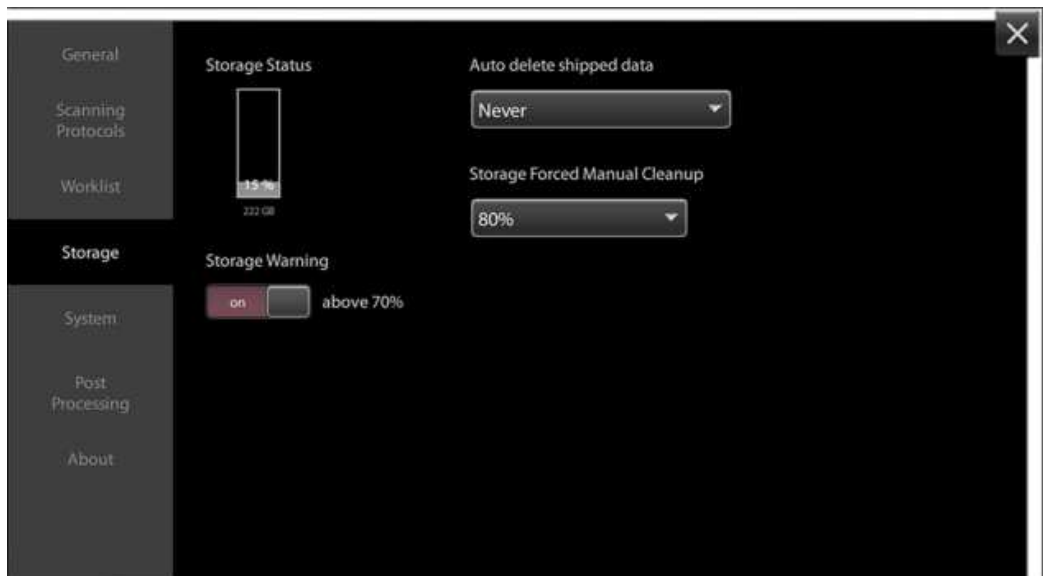 General
Scanning
Protocols
Worklist
Storage
System
Post
Processing
About
Storage Status
15 %
222 GB
Storage Warning
on
above 70%
Auto delete shipped data
Never
Storage Forced Manual Cleanup
80%